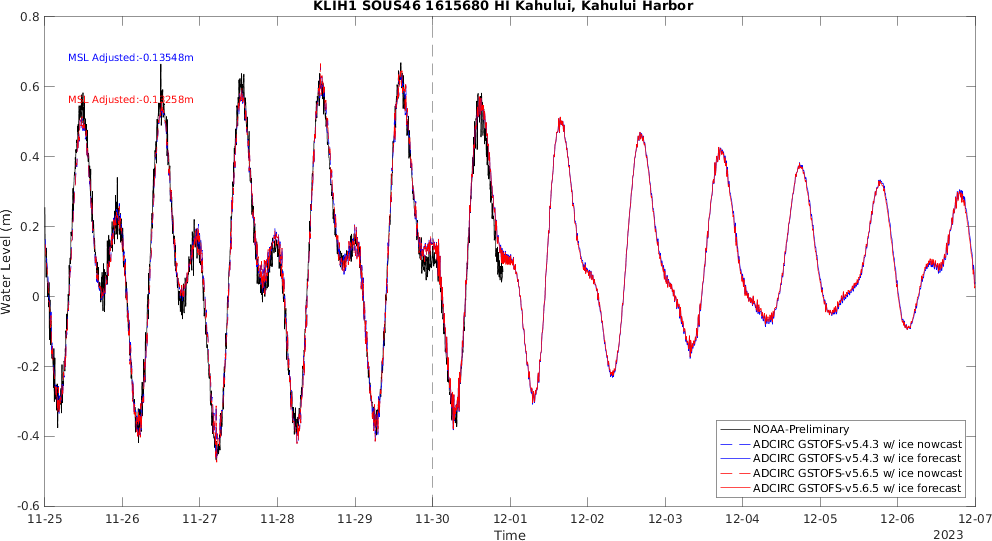 KLIH1 SOUS46 1615680 HI Kahului, Kahului Harbor
0.8
0.6
0.4
0.2
0
-0.2
-0.4
-0.6
Water Level (m)
MSL Adjusted:-0.13548m
MSL Adjusted:-0.13258m
NOAA-Preliminary
ADCIRC GSTOFS-v5.4.3 w/ ice nowcast
ADCIRC GSTOFS-v5.4.3 w/ ice forecast
ADCIRC GSTOFS-v5.6.5 w/ ice nowcast
ADCIRC GSTOFS-v5.6.5 w/ ice forecast
11-25 11-26 11-27 11-28 11-29 11-30 12-01 12-02 12-03 12-04 12-05 12-06 12-07
Time
2023